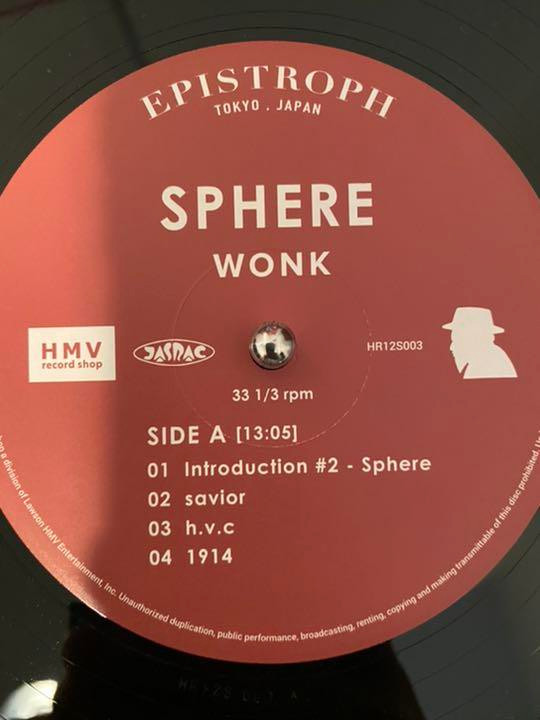 EPISTROPH
TOKYO . JAPAN
SPHERE
WONK
HMV
record shop
JASRAC
HR12S003
33 1/3 rpm
SIDE A [13:05]
01 Introduction #2 - Sphere
02 savior
03 h.v.c
04 1914
a division of Lawson HMV Entertainment, Inc. Unauthorized duplication, public performance, broadcasting, renting, copying and making transmittable of this disc prohibited.